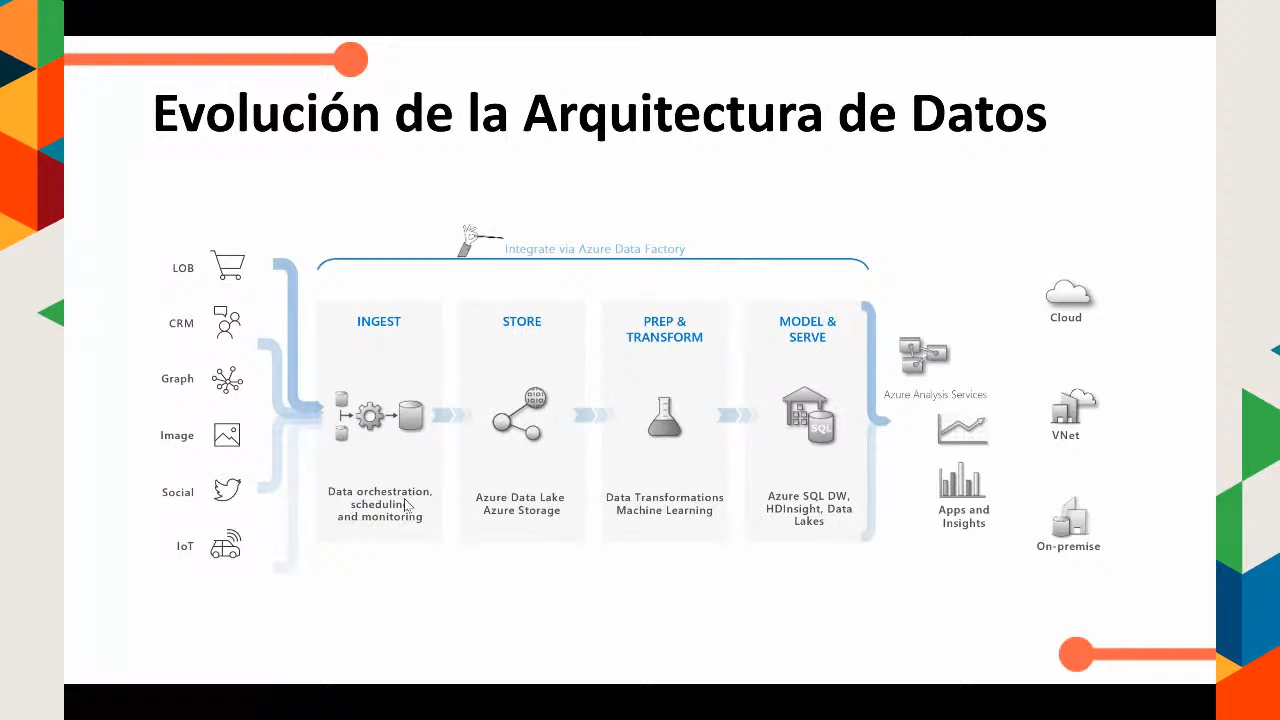 Evolución de la Arquitectura de Datos
Integrate via Azure Data Factory
LOB
CRM
Graph
Image
Social
IoT
INGEST
Data orchestration,
scheduling
and monitoring
STORE
Azure Data Lake
Azure Storage
PREP &
TRANSFORM
Data Transformations
Machine Learning
MODEL &
SERVE
SQL
Azure SQL DW,
HDInsight, Data
Lakes
Azure Analysis Services
Apps and
Insights
Cloud
VNet
On-premise